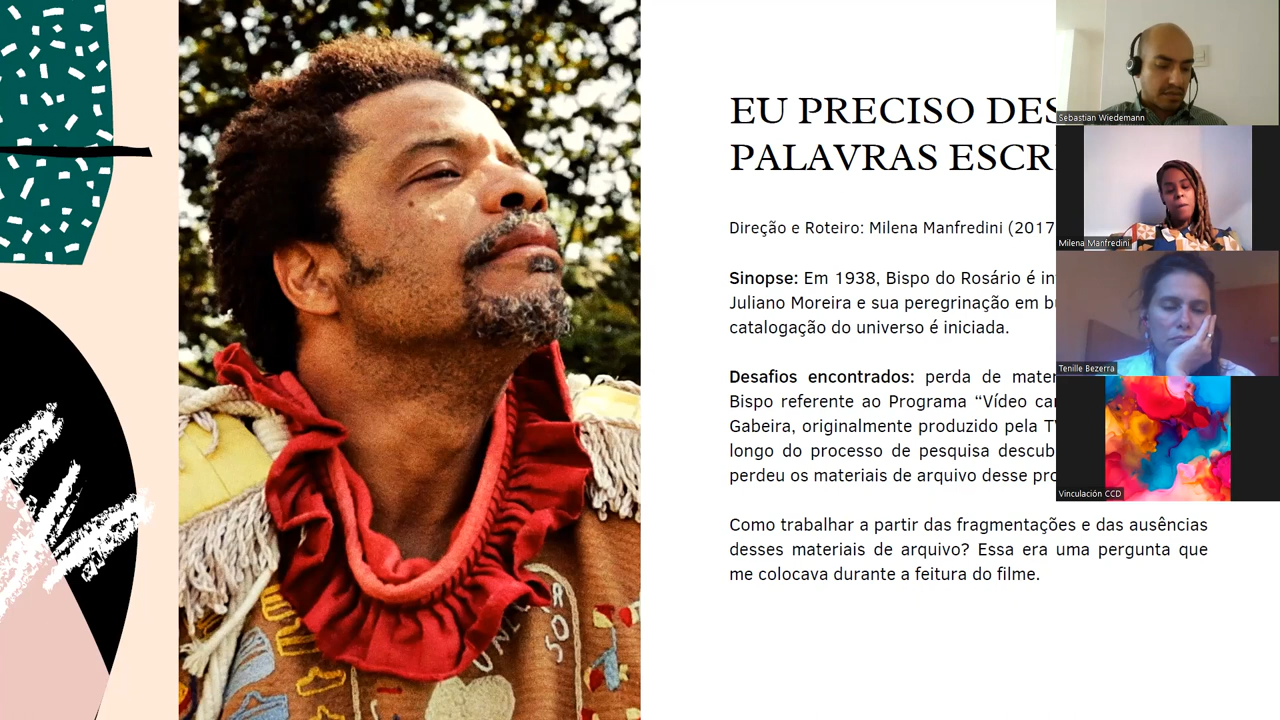 EU PRECISO DES
PALAVRAS ESCR
Direção e Roteiro: Milena Manfredini (2017
Sinopse: Em 1938, Bispo do Rosário é in
Juliano Moreira e sua peregrinação em b
catalogação do universo é iniciada.
Desafios encontrados: perda de mater
Bispo referente ao Programa “Vídeo car
Gabeira, originalmente produzido pela T
longo do processo de pesquisa descub
perdeu os materiais de arquivo desse pro
Como trabalhar a partir das fragmentações e das ausências
desses materiais de arquivo? Essa era uma pergunta que
me colocava durante a feitura do filme.
Sebastian Wiedemann
Milena Manfredini
Tenille Bezerra
Vinculación CCD